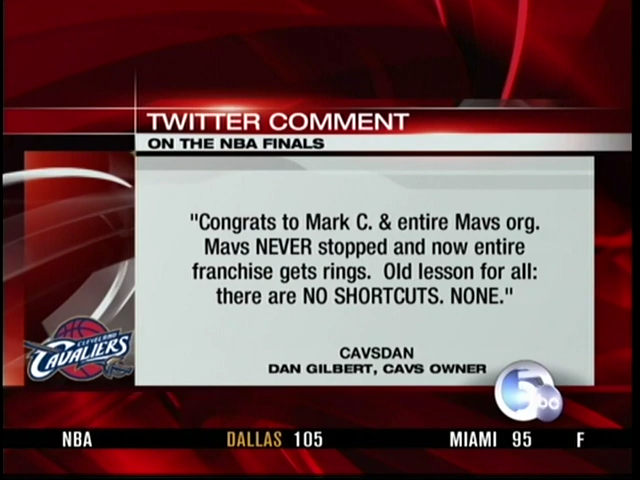 TWITTER COMMENT
ON THE NBA FINALS
"Congrats to Mark C. & entire Mavs org.
Mavs NEVER stopped and now entire
franchise gets rings. Old lesson for all:
there are NO SHORTCUTS. NONE."
CAVSDAN
DAN GILBERT, CAVS OWNER
CLEVELAND
CAVALIERS
5 abc
NBA DALLAS 105 MIAMI 95 F